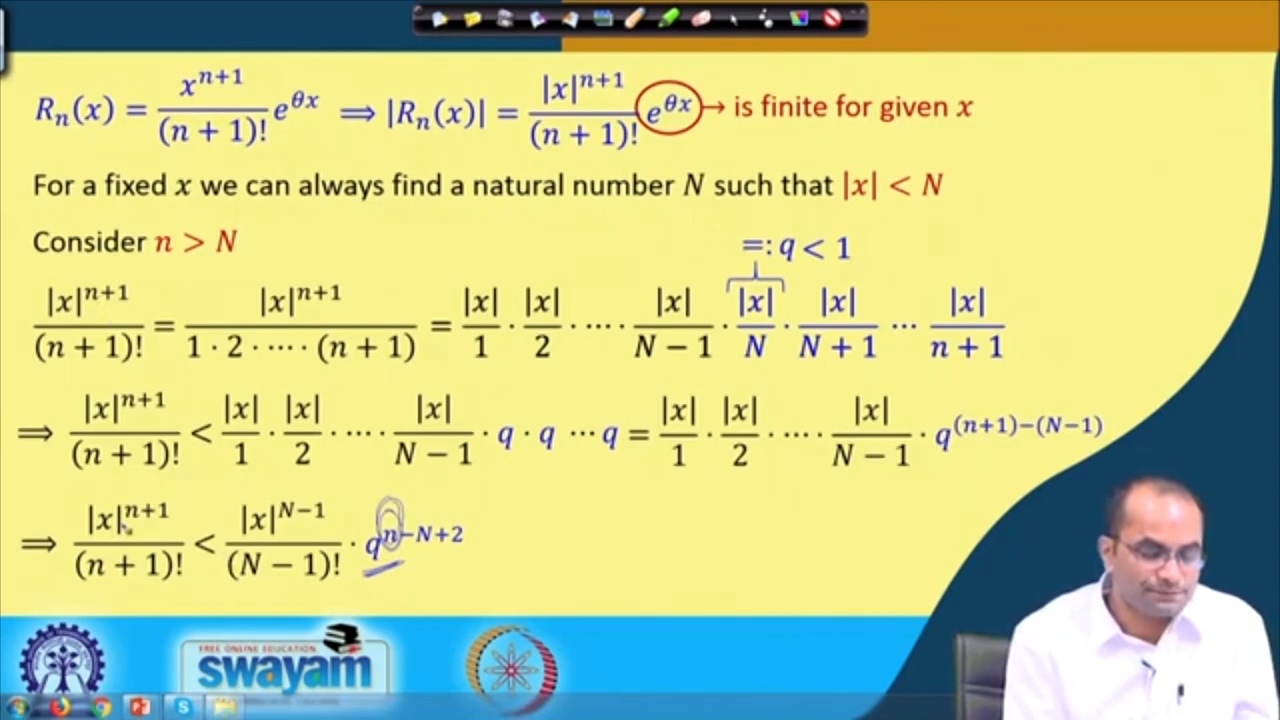 Rₙ(x) = xⁿ⁺¹/(n + 1)! e^{θx} ⟹ |Rₙ(x)| = |x|ⁿ⁺¹/(n + 1)! e^{θx} → is finite for given x
For a fixed x we can always find a natural number N such that |x| < N
Consider n > N
=: q < 1
|x|ⁿ⁺¹/(n + 1)! = |x|ⁿ⁺¹/(1 · 2 · ⋯ · (n + 1)) = |x|/1 · |x|/2 · ⋯ · |x|/(N − 1) · |x|/N · |x|/(N + 1) ⋯ |x|/(n + 1)
⟹ |x|ⁿ⁺¹/(n + 1)! < |x|/1 · |x|/2 · ⋯ · |x|/(N − 1) · q · q ⋯ q = |x|/1 · |x|/2 · ⋯ · |x|/(N − 1) · q^{(n+1)−(N−1)}
⟹ |x|ⁿ⁺¹/(n + 1)! < |x|^{N−1}/(N − 1)! · q^{n−N+2}
FREE ONLINE EDUCATION
swayam